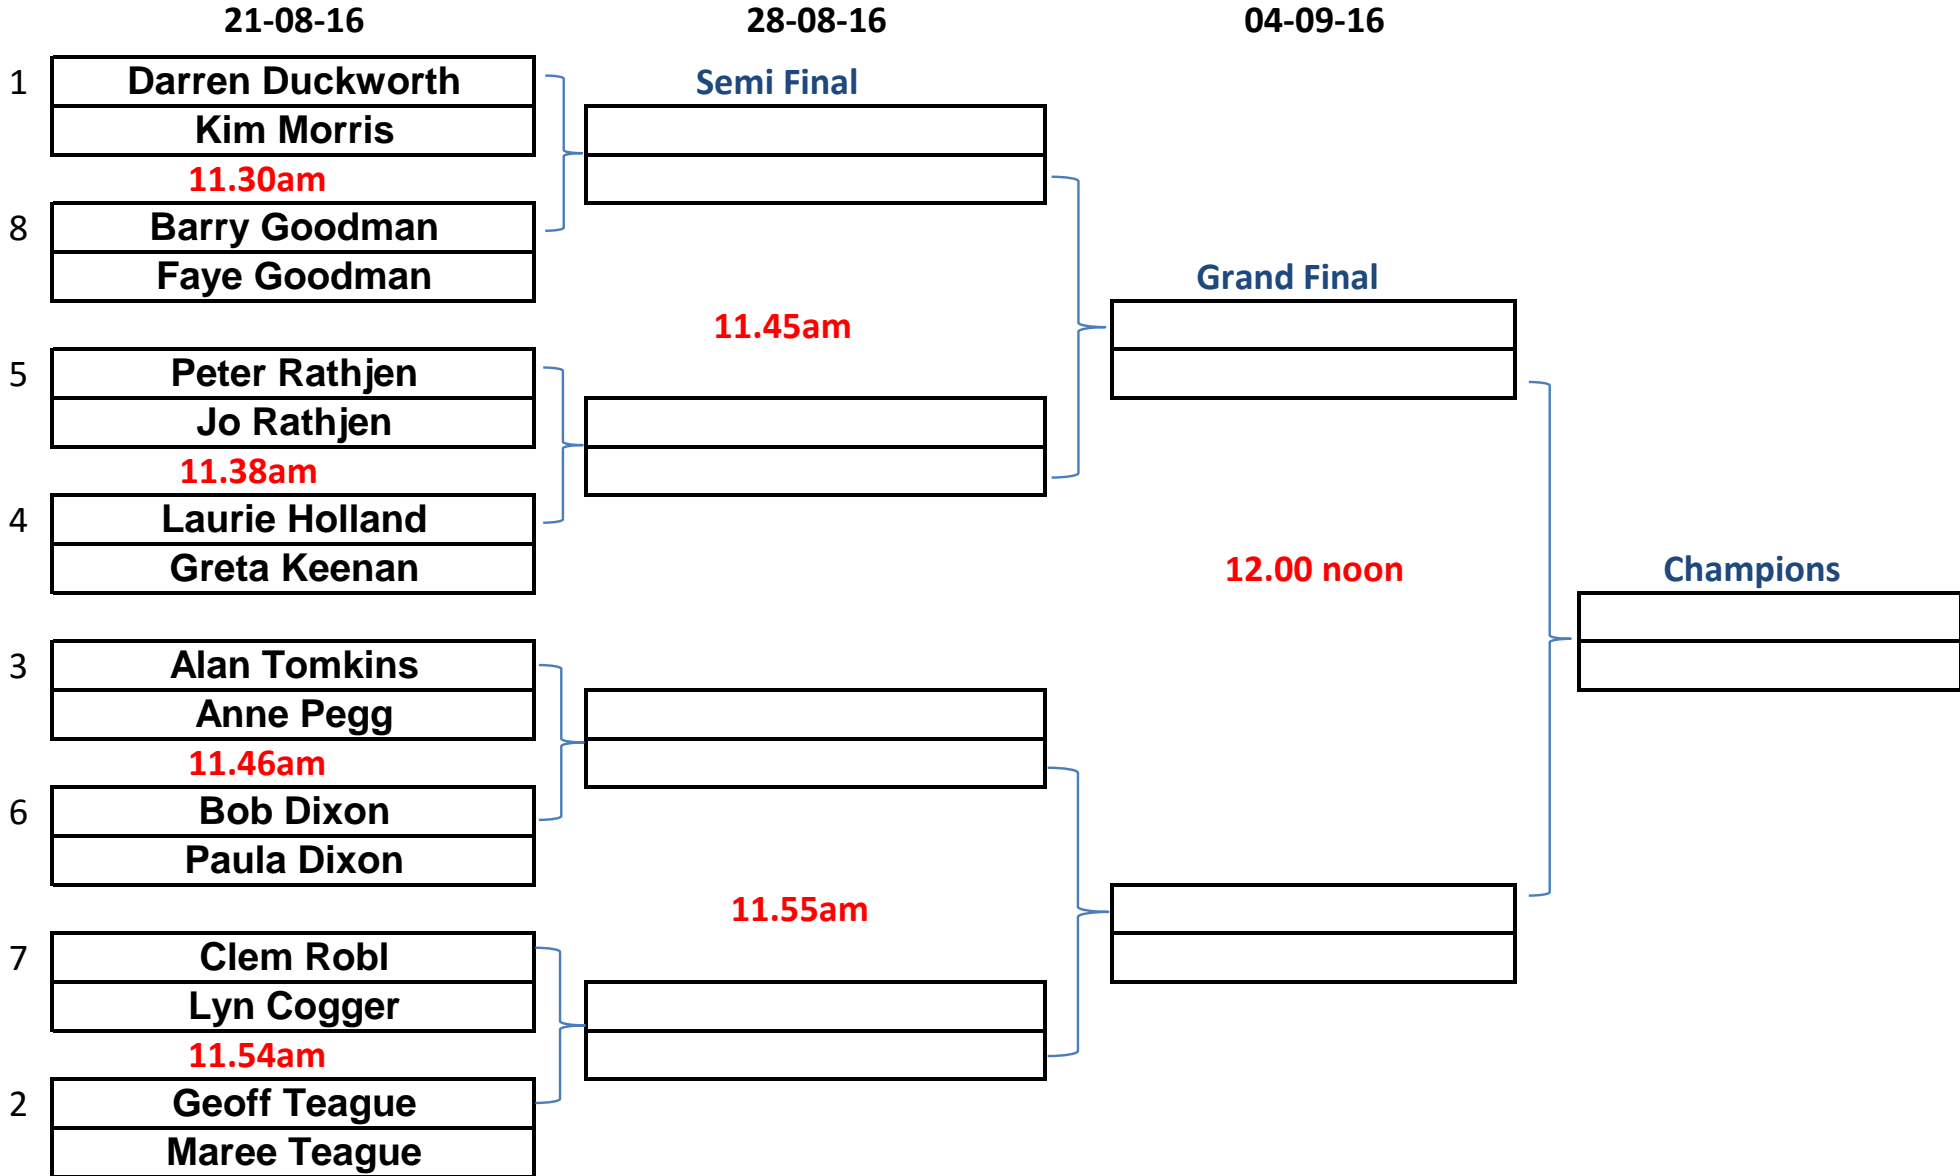 21-08-16 28-08-16 04-09-16
1 Darren Duckworth Semi Final
Kim Morris
11.30am
8 Barry Goodman
Faye Goodman Grand Final
11.45am
5 Peter Rathjen
Jo Rathjen
11.38am
4 Laurie Holland
Greta Keenan 12.00 noon Champions
3 Alan Tomkins
Anne Pegg
11.46am
6 Bob Dixon
Paula Dixon
11.55am
7 Clem Robl
Lyn Cogger
11.54am
2 Geoff Teague
Maree Teague